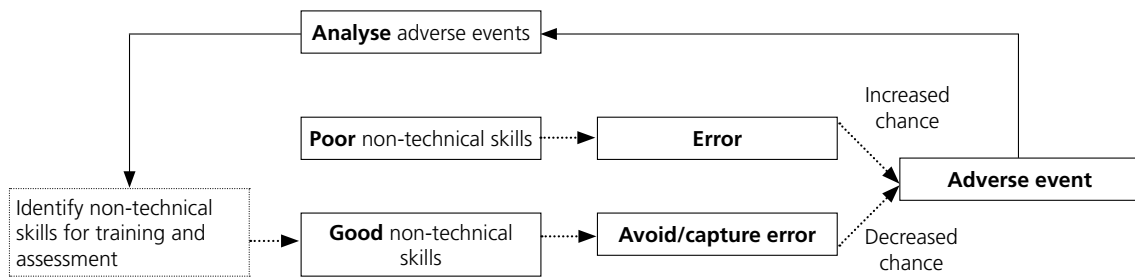 Analyse adverse events
Increased
chance
Poor non-technical skills
Error
Adverse event
Identify non-technical
skills for training and
assessment
Good non-technical
skills
Avoid/capture error
Decreased
chance